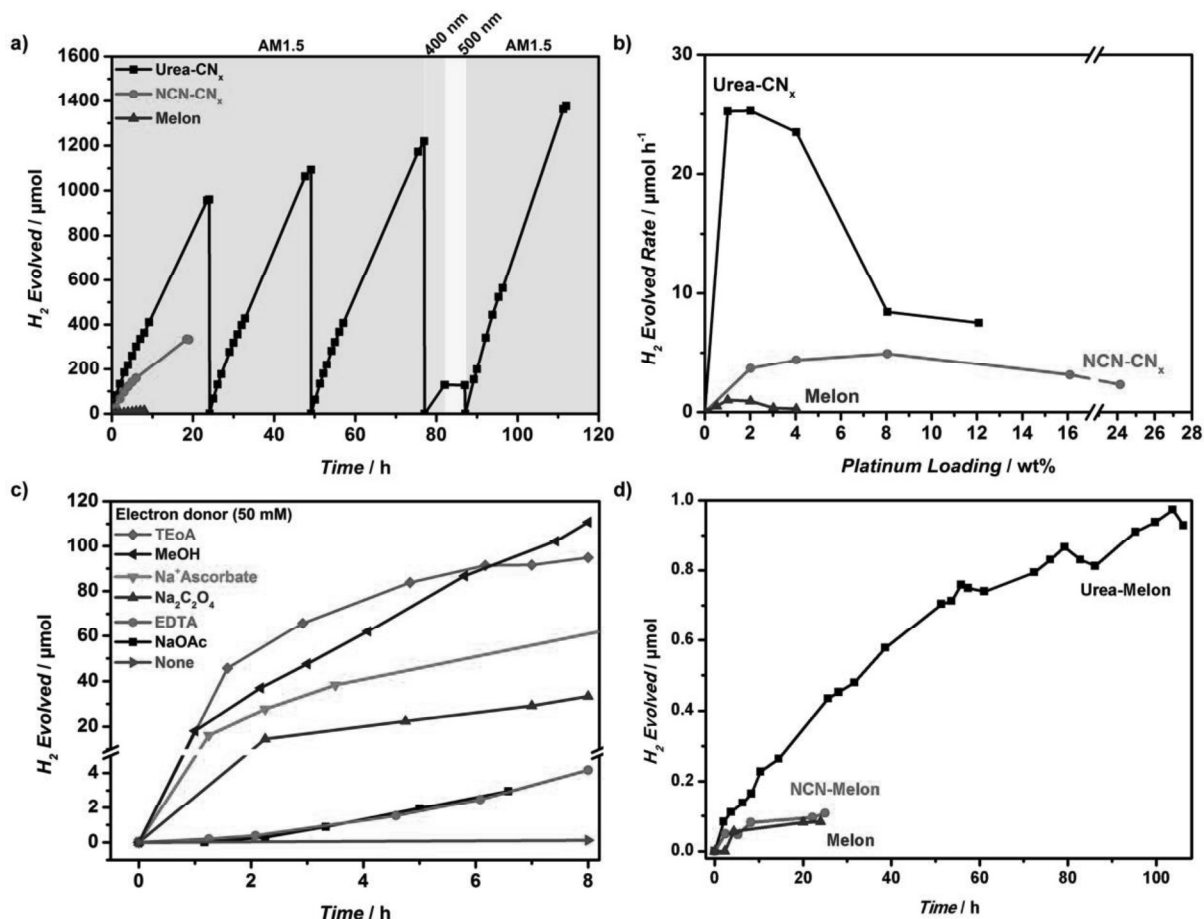 a)
AM1.5
400 nm
500 nm
AM1.5
1600
1400
1200
1000
800
600
400
200
0
H₂ Evolved / µmol
Urea-CNₓ
NCN-CNₓ
Melon
0 20 40 60 80 100 120
Time / h
b)
30
20
10
0
H₂ Evolved Rate / µmol h⁻¹
Urea-CNₓ
NCN-CNₓ
Melon
0 2 4 6 8 10 12 14 16 24 26 28
Platinum Loading / wt%
c)
120
100
80
60
40
20
4
2
0
H₂ Evolved / µmol
Electron donor (50 mM)
TEoA
MeOH
Na⁺Ascorbate
Na₂C₂O₄
EDTA
NaOAc
None
0 2 4 6 8
Time / h
d)
1.0
0.8
0.6
0.4
0.2
0.0
H₂ Evolved / µmol
Urea-Melon
NCN-Melon
Melon
0 20 40 60 80 100
Time / h